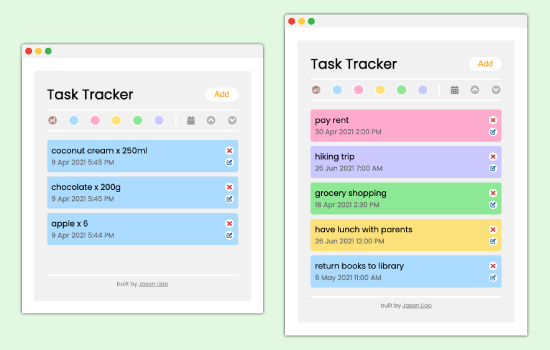 Task Tracker
Add
coconut cream x 250ml
9 Apr 2021 5:45 PM
chocolate x 200g
9 Apr 2021 5:45 PM
apple x 6
9 Apr 2021 5:44 PM
built by Jason Liao
Task Tracker
Add
pay rent
30 Apr 2021 2:00 PM
hiking trip
26 Jun 2021 7:00 AM
grocery shopping
18 Apr 2021 2:30 PM
have lunch with parents
26 Jun 2021 12:00 PM
return books to library
8 May 2021 11:00 AM
built by Jason Liao